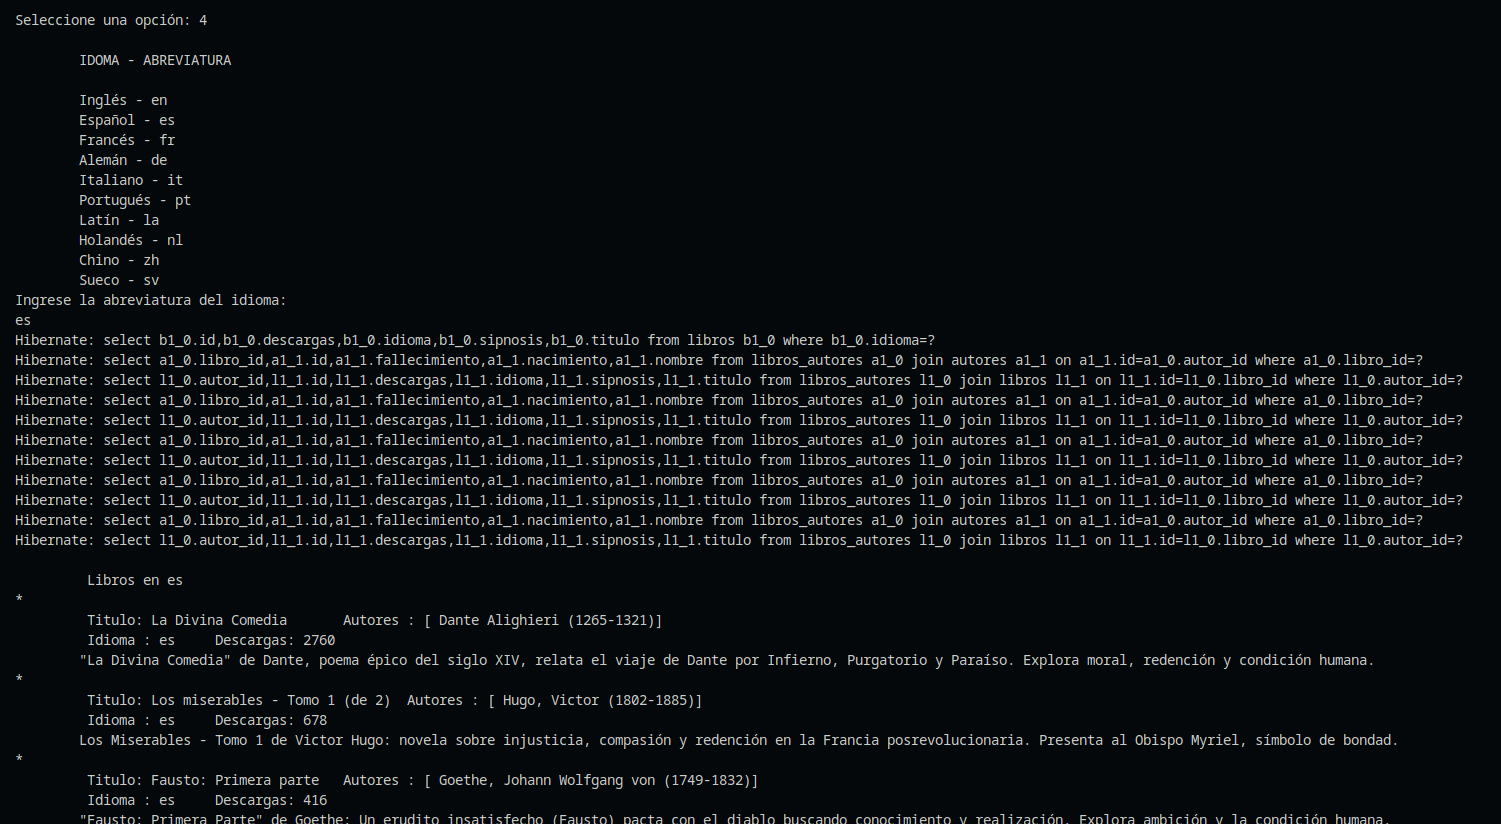 Seleccione una opción: 4
IDOMA - ABREVIATURA
Inglés - en
Español - es
Francés - fr
Alemán - de
Italiano - it
Portugués - pt
Latín - la
Holandés - nl
Chino - zh
Sueco - sv
Ingrese la abreviatura del idioma:
es
Hibernate: select b1_0.id,b1_0.descargas,b1_0.idioma,b1_0.sipnosis,b1_0.titulo from libros b1_0 where b1_0.idioma=?
Hibernate: select a1_0.libro_id,a1_1.id,a1_1.fallecimiento,a1_1.nacimiento,a1_1.nombre from libros_autores a1_0 join autores a1_1 on a1_1.id=a1_0.autor_id where a1_0.libro_id=?
Hibernate: select l1_0.autor_id,l1_1.id,l1_1.descargas,l1_1.idioma,l1_1.sipnosis,l1_1.titulo from libros_autores l1_0 join libros l1_1 on l1_1.id=l1_0.libro_id where l1_0.autor_id=?
Hibernate: select a1_0.libro_id,a1_1.id,a1_1.fallecimiento,a1_1.nacimiento,a1_1.nombre from libros_autores a1_0 join autores a1_1 on a1_1.id=a1_0.autor_id where a1_0.libro_id=?
Hibernate: select l1_0.autor_id,l1_1.id,l1_1.descargas,l1_1.idioma,l1_1.sipnosis,l1_1.titulo from libros_autores l1_0 join libros l1_1 on l1_1.id=l1_0.libro_id where l1_0.autor_id=?
Hibernate: select a1_0.libro_id,a1_1.id,a1_1.fallecimiento,a1_1.nacimiento,a1_1.nombre from libros_autores a1_0 join autores a1_1 on a1_1.id=a1_0.autor_id where a1_0.libro_id=?
Hibernate: select l1_0.autor_id,l1_1.id,l1_1.descargas,l1_1.idioma,l1_1.sipnosis,l1_1.titulo from libros_autores l1_0 join libros l1_1 on l1_1.id=l1_0.libro_id where l1_0.autor_id=?
Hibernate: select a1_0.libro_id,a1_1.id,a1_1.fallecimiento,a1_1.nacimiento,a1_1.nombre from libros_autores a1_0 join autores a1_1 on a1_1.id=a1_0.autor_id where a1_0.libro_id=?
Hibernate: select l1_0.autor_id,l1_1.id,l1_1.descargas,l1_1.idioma,l1_1.sipnosis,l1_1.titulo from libros_autores l1_0 join libros l1_1 on l1_1.id=l1_0.libro_id where l1_0.autor_id=?
Hibernate: select a1_0.libro_id,a1_1.id,a1_1.fallecimiento,a1_1.nacimiento,a1_1.nombre from libros_autores a1_0 join autores a1_1 on a1_1.id=a1_0.autor_id where a1_0.libro_id=?
Hibernate: select l1_0.autor_id,l1_1.id,l1_1.descargas,l1_1.idioma,l1_1.sipnosis,l1_1.titulo from libros_autores l1_0 join libros l1_1 on l1_1.id=l1_0.libro_id where l1_0.autor_id=?
Libros en es
*
Titulo: La Divina Comedia Autores : [ Dante Alighieri (1265-1321)]
Idioma : es Descargas: 2760
"La Divina Comedia" de Dante, poema épico del siglo XIV, relata el viaje de Dante por Infierno, Purgatorio y Paraíso. Explora moral, redención y condición humana.
*
Titulo: Los miserables - Tomo 1 (de 2) Autores : [ Hugo, Victor (1802-1885)]
Idioma : es Descargas: 678
Los Miserables - Tomo 1 de Victor Hugo: novela sobre injusticia, compasión y redención en la Francia posrevolucionaria. Presenta al Obispo Myriel, símbolo de bondad.
*
Titulo: Fausto: Primera parte Autores : [ Goethe, Johann Wolfgang von (1749-1832)]
Idioma : es Descargas: 416
"Fausto: Primera Parte" de Goethe: Un erudito insatisfecho (Fausto) pacta con el diablo buscando conocimiento y realización. Explora ambición y la condición humana.